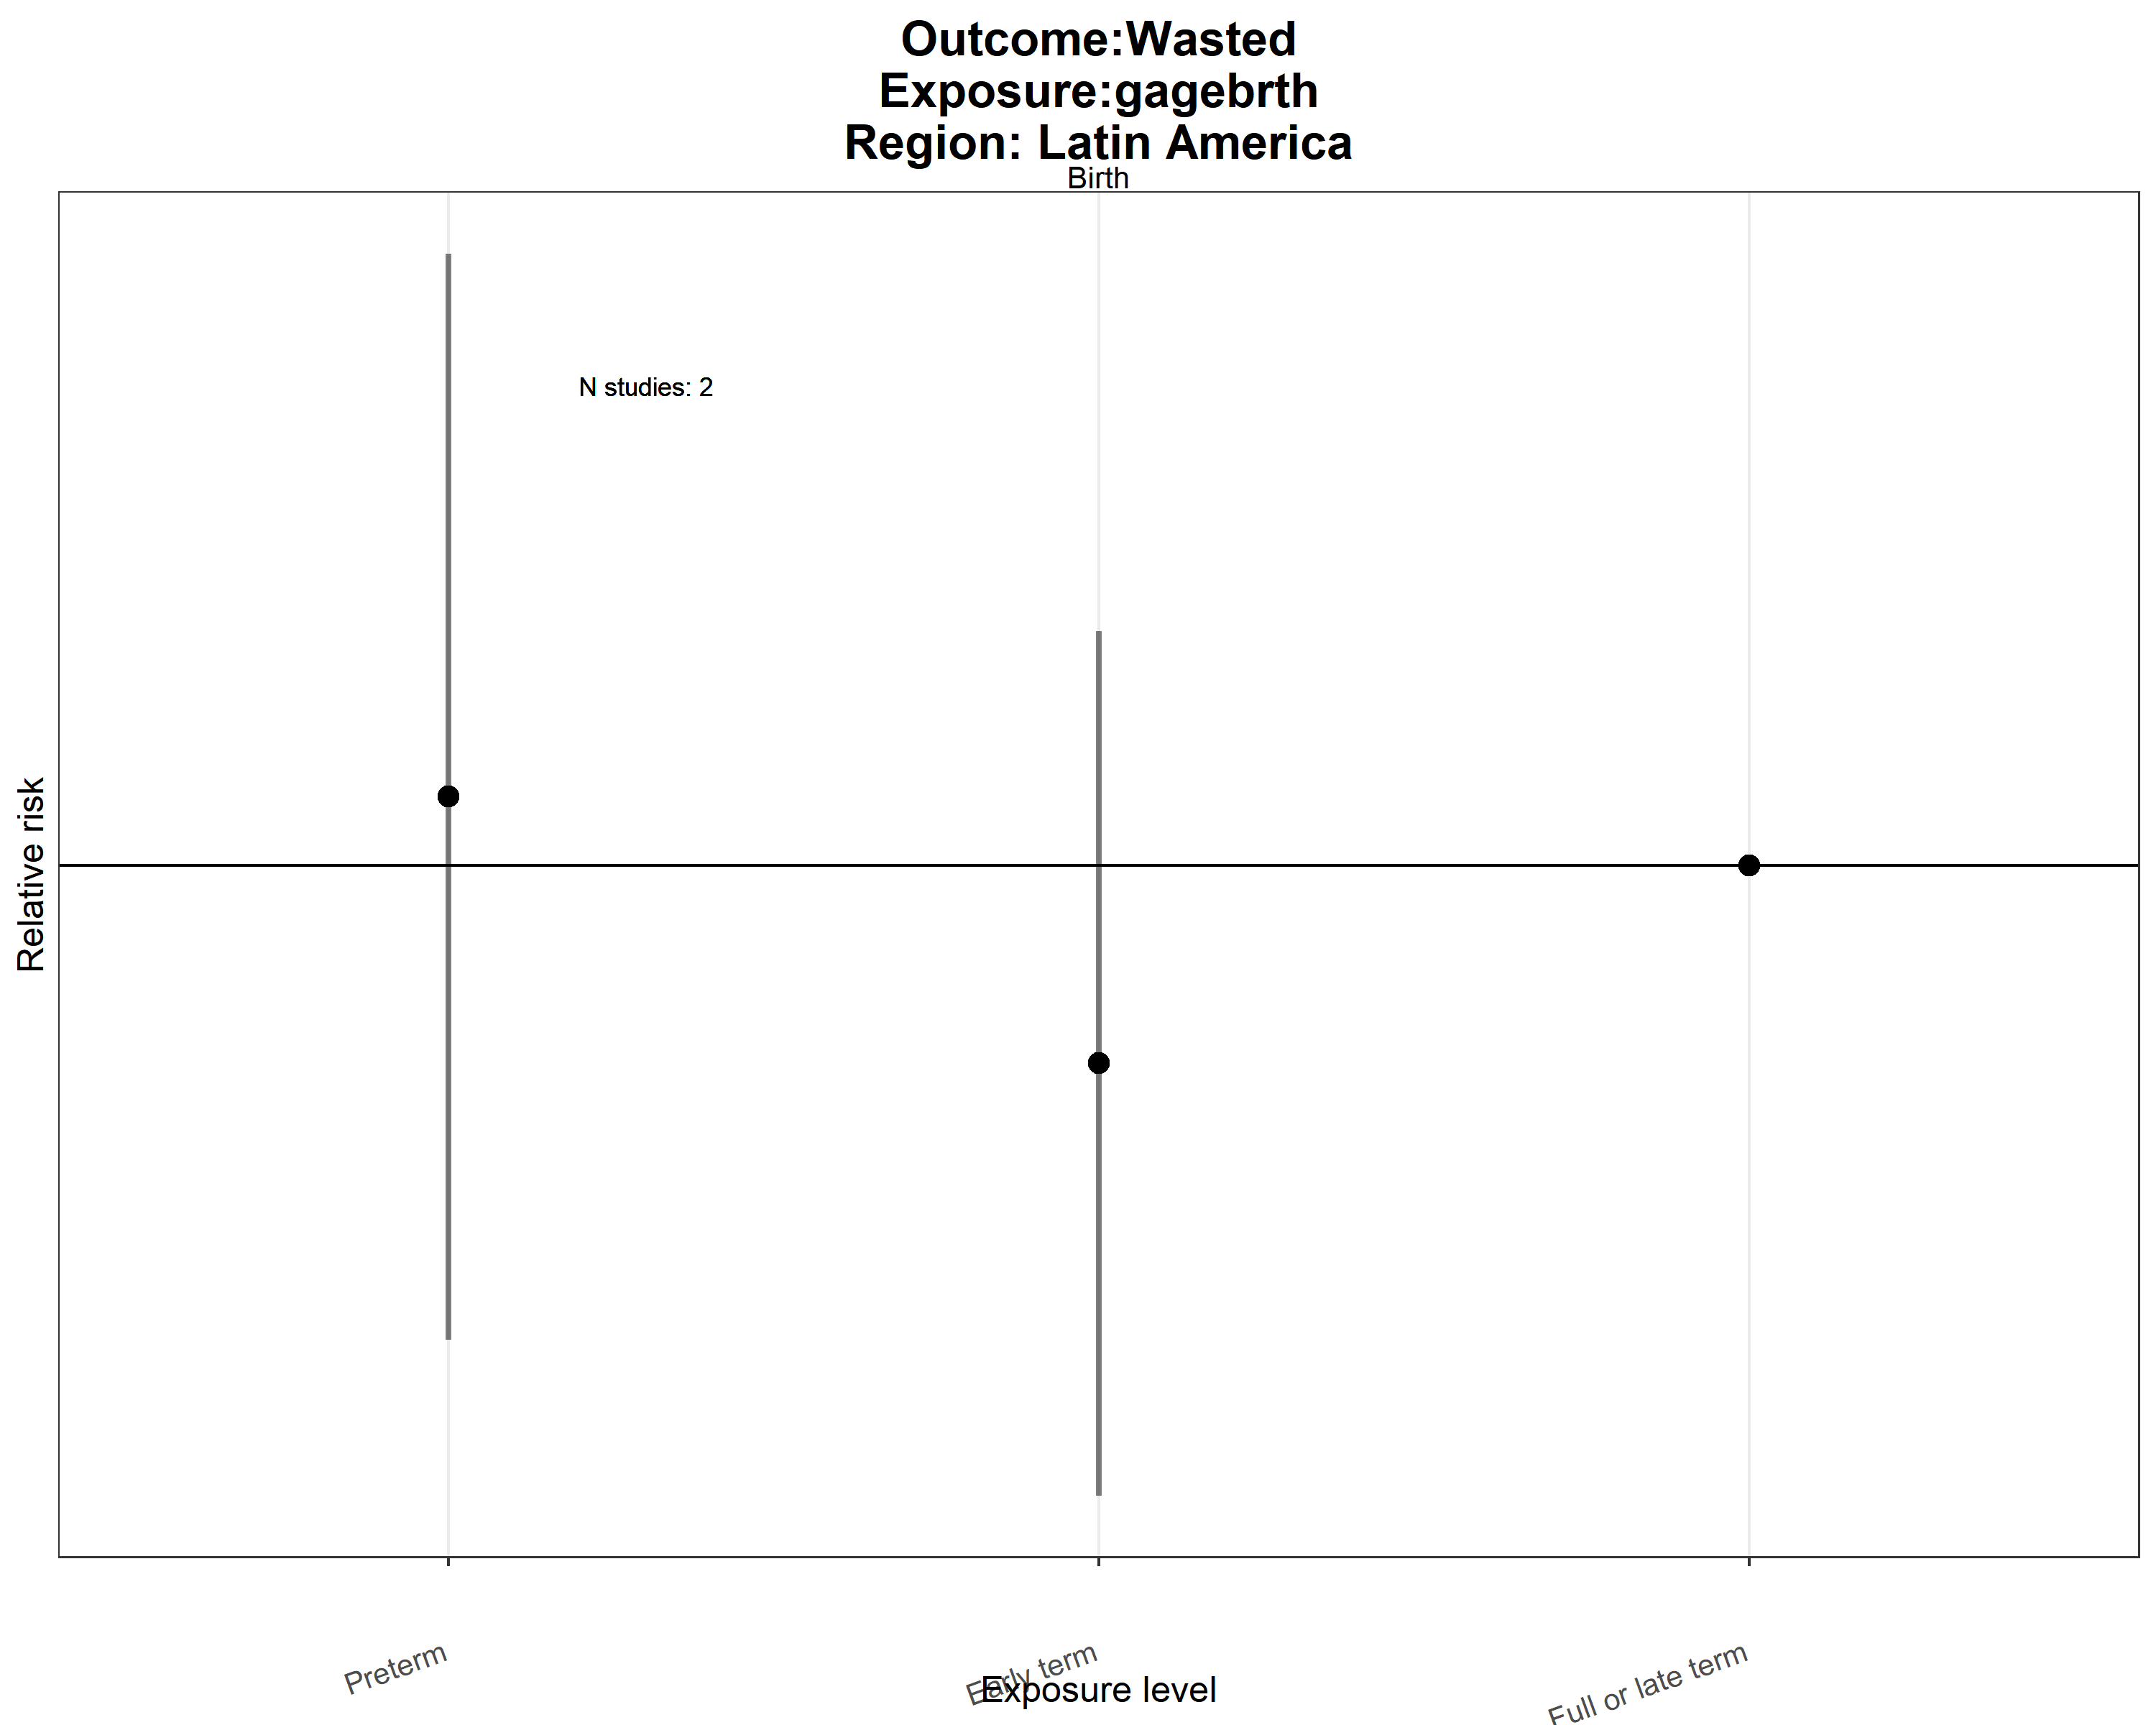 Outcome:Wasted
Exposure:gagebrth
Region: Latin America
Birth
N studies: 2
Relative risk
Preterm
Early term
Full or late term
Exposure level